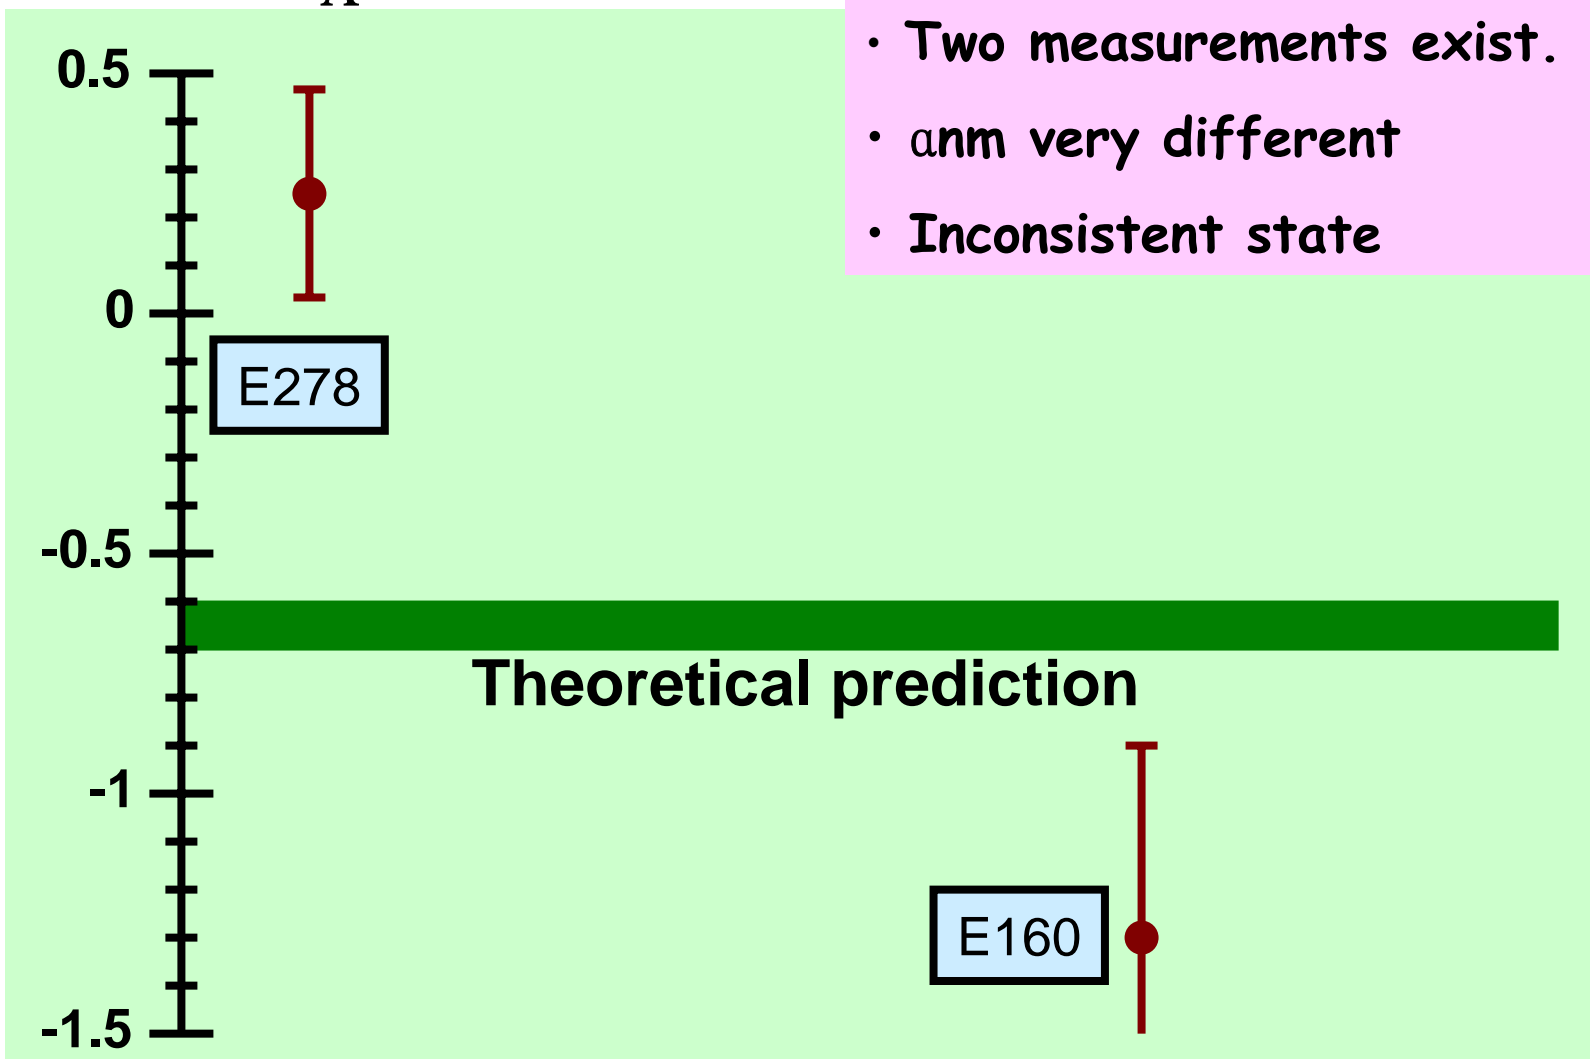 • Two measurements exist.
• αnm very different
• Inconsistent state
0.5
0
E278
-0.5
Theoretical prediction
-1
E160
-1.5